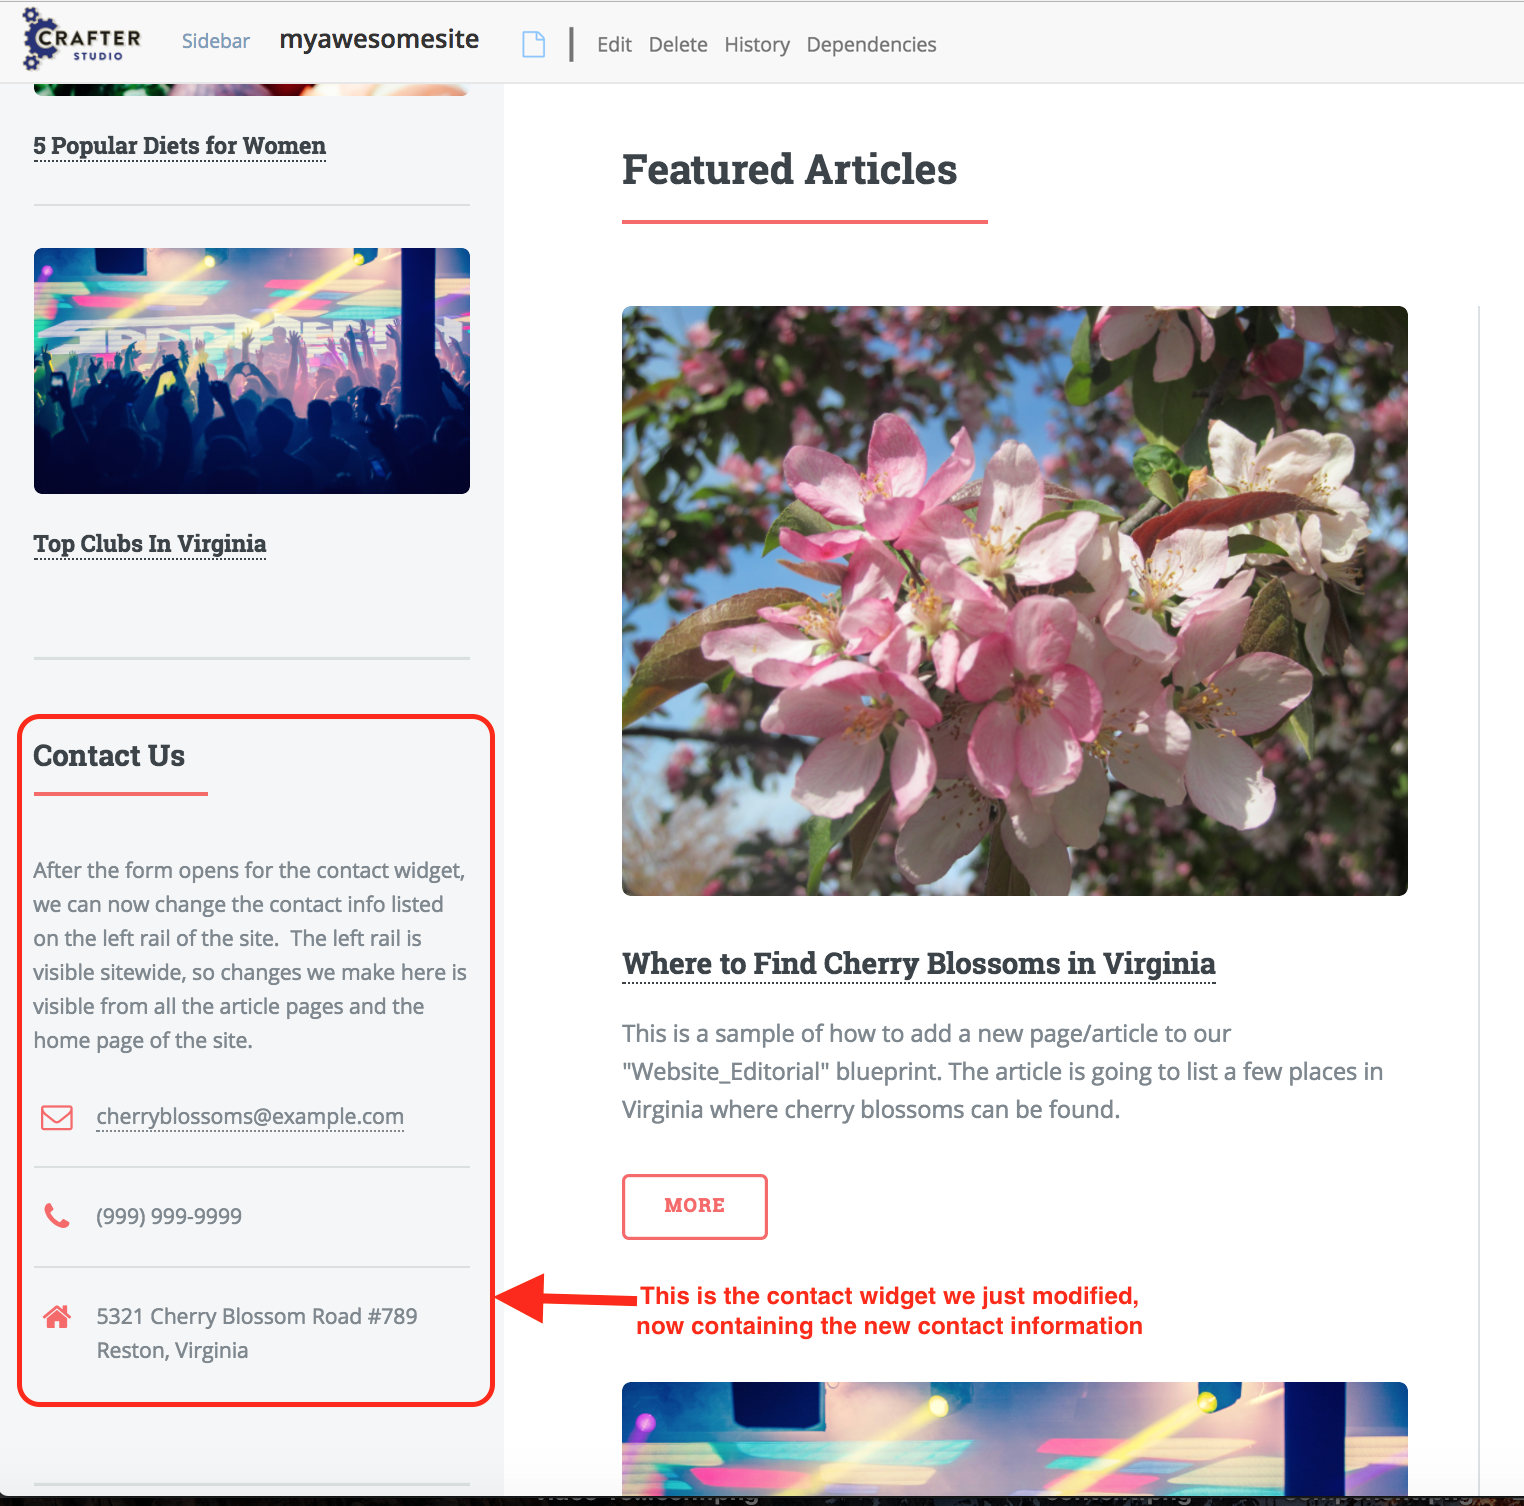 CRAFTER
STUDIO
Sidebar
myawesomesite
Edit Delete History Dependencies
5 Popular Diets for Women
Top Clubs In Virginia
Contact Us
After the form opens for the contact widget,
we can now change the contact info listed
on the left rail of the site.  The left rail is
visible sitewide, so changes we make here is
visible from all the article pages and the
home page of the site.
cherryblossoms@example.com
(999) 999-9999
5321 Cherry Blossom Road #789
Reston, Virginia
Featured Articles
Where to Find Cherry Blossoms in Virginia
This is a sample of how to add a new page/article to our
"Website_Editorial" blueprint. The article is going to list a few places in
Virginia where cherry blossoms can be found.
MORE
This is the contact widget we just modified,
now containing the new contact information